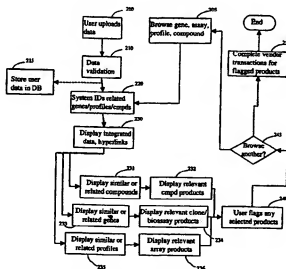 200
User uploads
data
205
Browse gene, assay,
profile, compound
End
210
Data
validation
215
Store user
data in DB
220
System IDs related
genes/profiles/cmpds
230
Display integrated
data, hyperlinks
Complete vendor
transactions for
flagged products
245
Browse
another?
231
Display similar or
related compounds
232
Display relevant
cmpd products
233
Display similar or
related genes
Display relevant clone/
bioassay products
234
User flags any
selected products
Display similar or
related profiles
235
Display relevant
array products